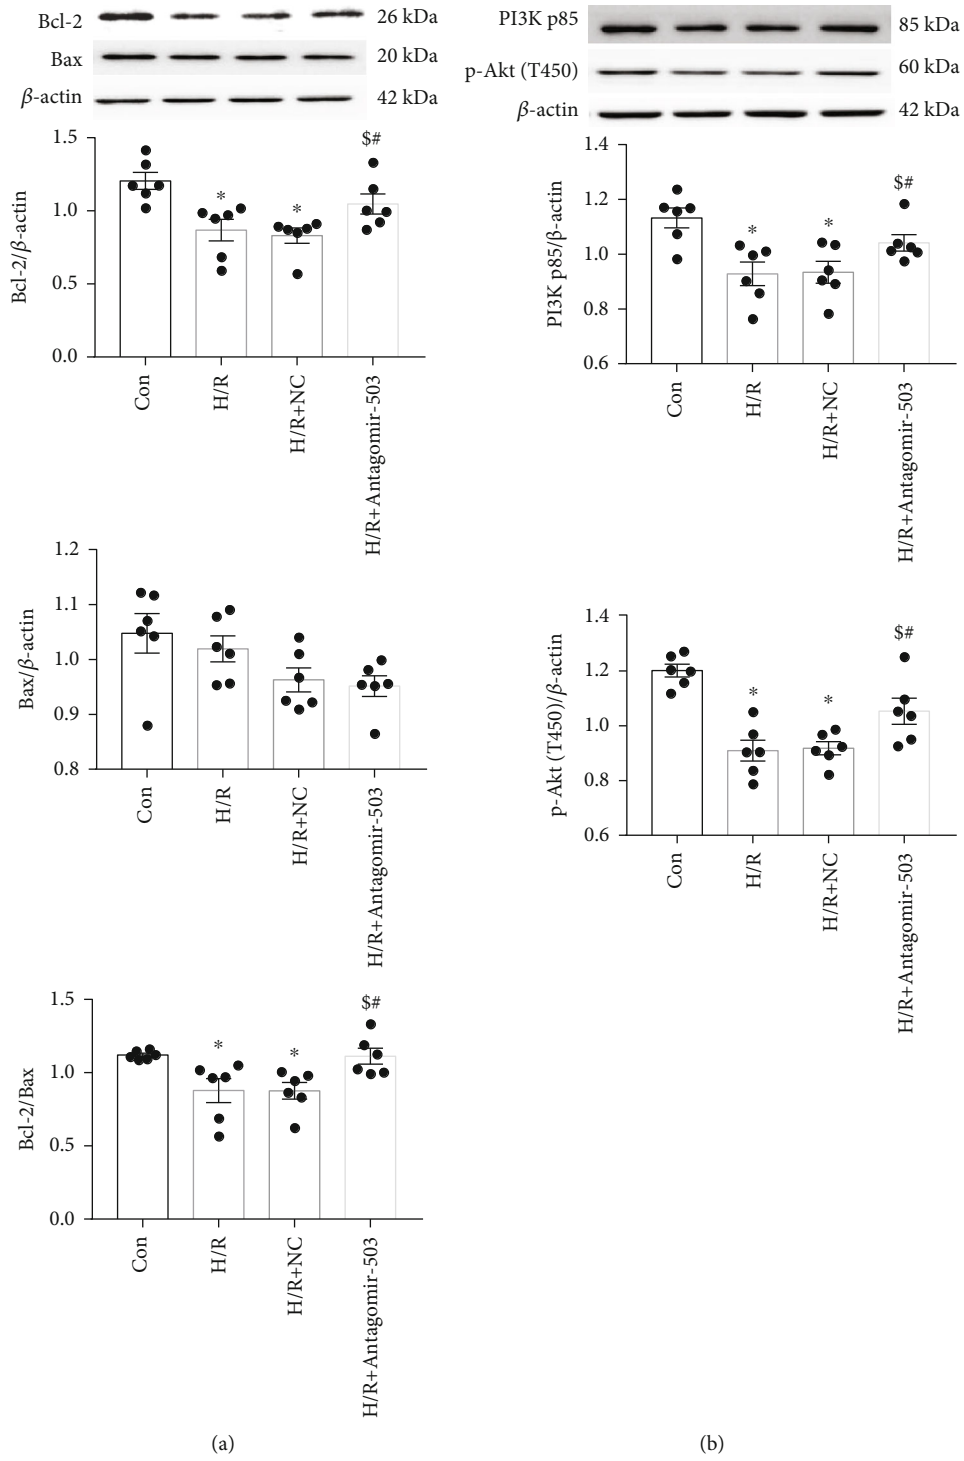 Bcl-2
26 kDa
Bax
20 kDa
β-actin
42 kDa
1.5
1.0
0.5
0.0
Bcl-2/β-actin
*
*
$#
Con
H/R
H/R+NC
H/R+Antagomir-503
1.2
1.1
1.0
0.9
0.8
Bax/β-actin
Con
H/R
H/R+NC
H/R+Antagomir-503
1.5
1.0
0.5
0.0
Bcl-2/Bax
*
*
$#
Con
H/R
H/R+NC
H/R+Antagomir-503
(a)
PI3K p85
85 kDa
p-Akt (T450)
60 kDa
β-actin
42 kDa
1.4
1.2
1.0
0.8
0.6
PI3K p85/β-actin
*
*
$#
Con
H/R
H/R+NC
H/R+Antagomir-503
1.4
1.2
1.0
0.8
0.6
p-Akt (T450)/β-actin
*
*
$#
Con
H/R
H/R+NC
H/R+Antagomir-503
(b)